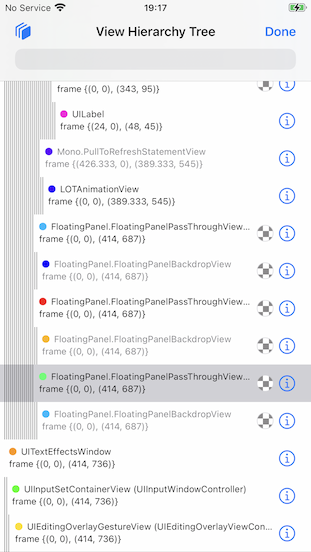 No Service 19:17
View Hierarchy Tree Done
frame {(0, 0), (343, 95)}
UILabel
frame {(24, 0), (48, 45)}
Mono.PullToRefreshStatementView
frame {(426.333, 0), (389.333, 545)}
LOTAnimationView
frame {(0, 0), (389.333, 545)}
FloatingPanel.FloatingPanelPassThroughView...
frame {(0, 0), (414, 687)}
FloatingPanel.FloatingPanelBackdropView
frame {(0, 0), (414, 687)}
FloatingPanel.FloatingPanelPassThroughView...
frame {(0, 0), (414, 687)}
FloatingPanel.FloatingPanelBackdropView
frame {(0, 0), (414, 687)}
FloatingPanel.FloatingPanelPassThroughView...
frame {(0, 0), (414, 687)}
FloatingPanel.FloatingPanelBackdropView
frame {(0, 0), (414, 687)}
UITextEffectsWindow
frame {(0, 0), (414, 736)}
UIInputSetContainerView (UIInputWindowController)
frame {(0, 0), (414, 736)}
UIEditingOverlayGestureView (UIEditingOverlayViewCon...
frame {(0, 0), (414, 736)}